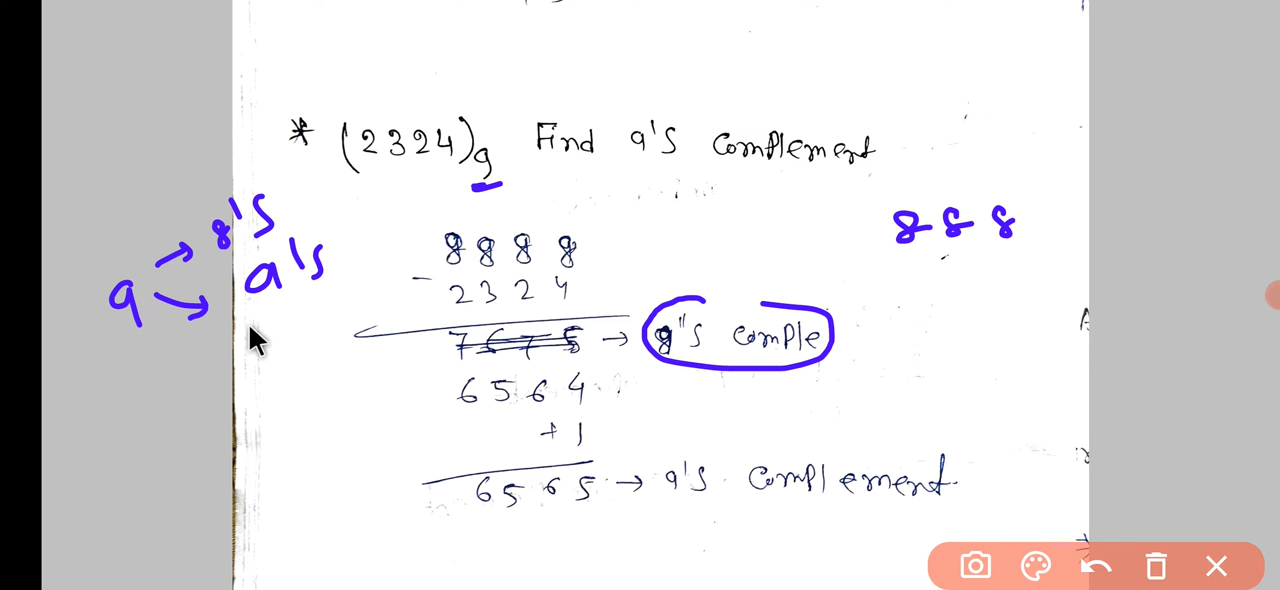 * (2324)9 Find 9's Complement
8's
9's
9
8 8 8
8 8 8 8
- 2 3 2 4
7 6 7 5 → 9's comple
6 5 6 4
+ 1
6 5 6 5 → 9's complement